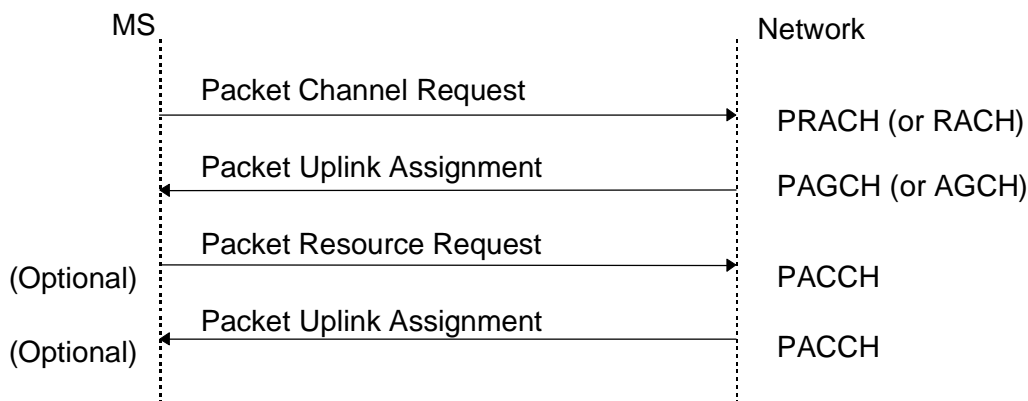 MS
Network
Packet Channel Request
PRACH (or RACH)
Packet Uplink Assignment
PAGCH (or AGCH)
Packet Resource Request
(Optional)
PACCH
Packet Uplink Assignment
(Optional)
PACCH